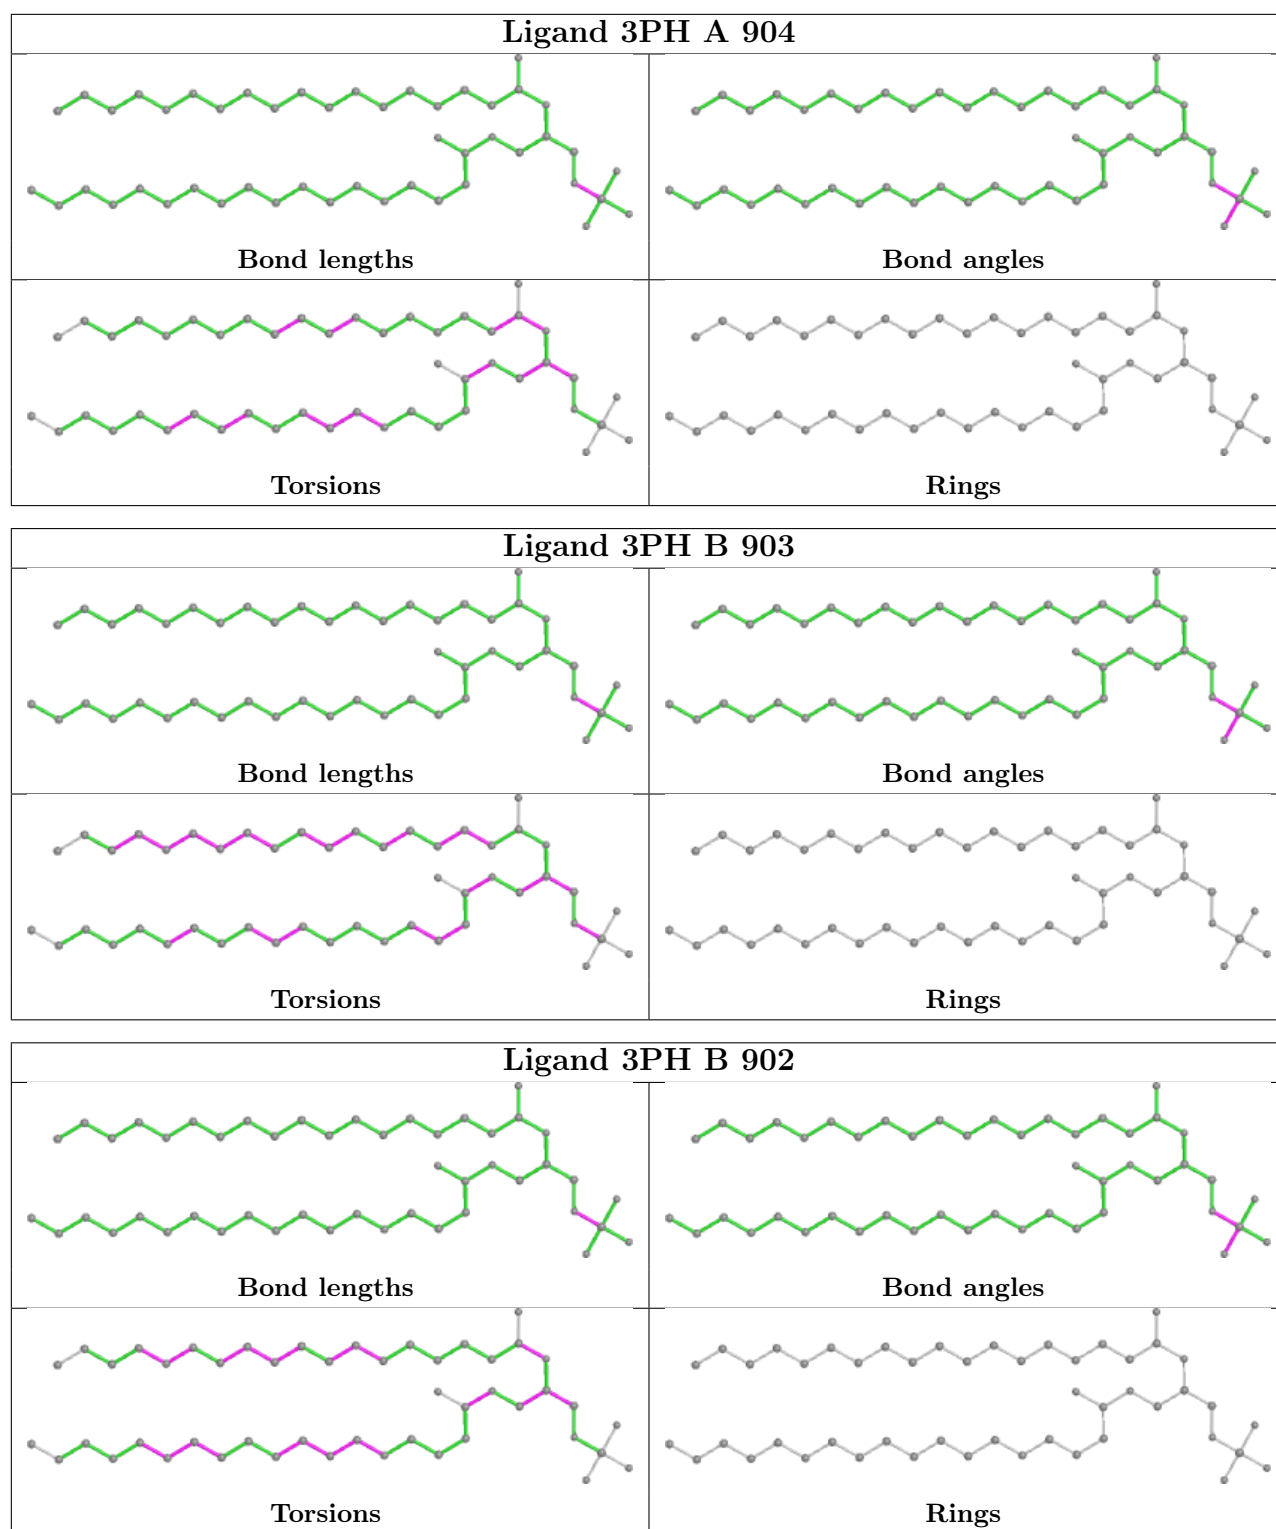 Ligand 3PH A 904
Bond lengths
Bond angles
Torsions
Rings
Ligand 3PH B 903
Bond lengths
Bond angles
Torsions
Rings
Ligand 3PH B 902
Bond lengths
Bond angles
Torsions
Rings